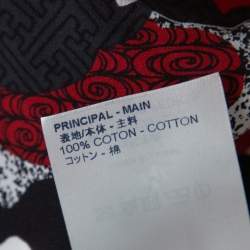 PRINCIPAL - MAIN
表地/本体 - 主料
100% COTON - COTTON
コットン - 棉